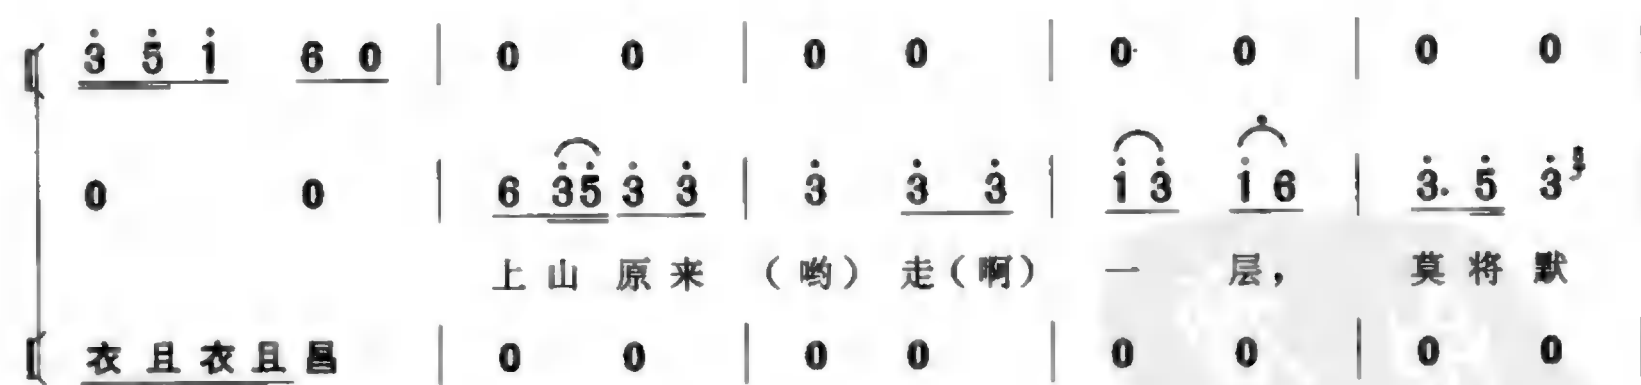 3̇ 5̇ 1̇ 6 0 | 0 0 | 0 0 | 0 0 | 0 0
0 0 | 6 3̇5̇ 3̇ 3̇ | 3̇ 3̇ 3̇ | 1̇ 3̇ 1̇ 6 | 3̇. 5̇ 3̇
上山原来(哟)走(啊)一层,莫将默
衣且衣且昌 | 0 0 | 0 0 | 0 0 | 0 0